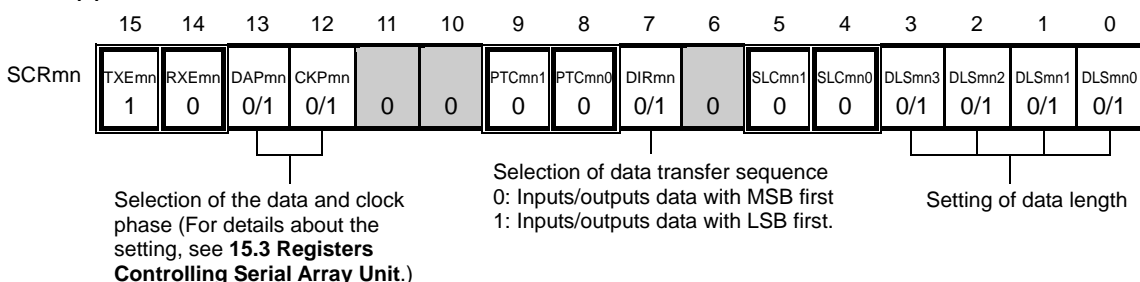 15 14 13 12 11 10 9 8 7 6 5 4 3 2 1 0
SCRmn TXEmn RXEmn DAPmn CKPmn PTCmn1 PTCmn0 DIRmn SLCmn1 SLCmn0 DLSmn3 DLSmn2 DLSmn1 DLSmn0
1 0 0/1 0/1 0 0 0 0 0/1 0 0 0 0/1 0/1 0/1 0/1
Selection of the data and clock
phase (For details about the
setting, see 15.3 Registers
Controlling Serial Array Unit.)
Selection of data transfer sequence
0: Inputs/outputs data with MSB first
1: Inputs/outputs data with LSB first.
Setting of data length